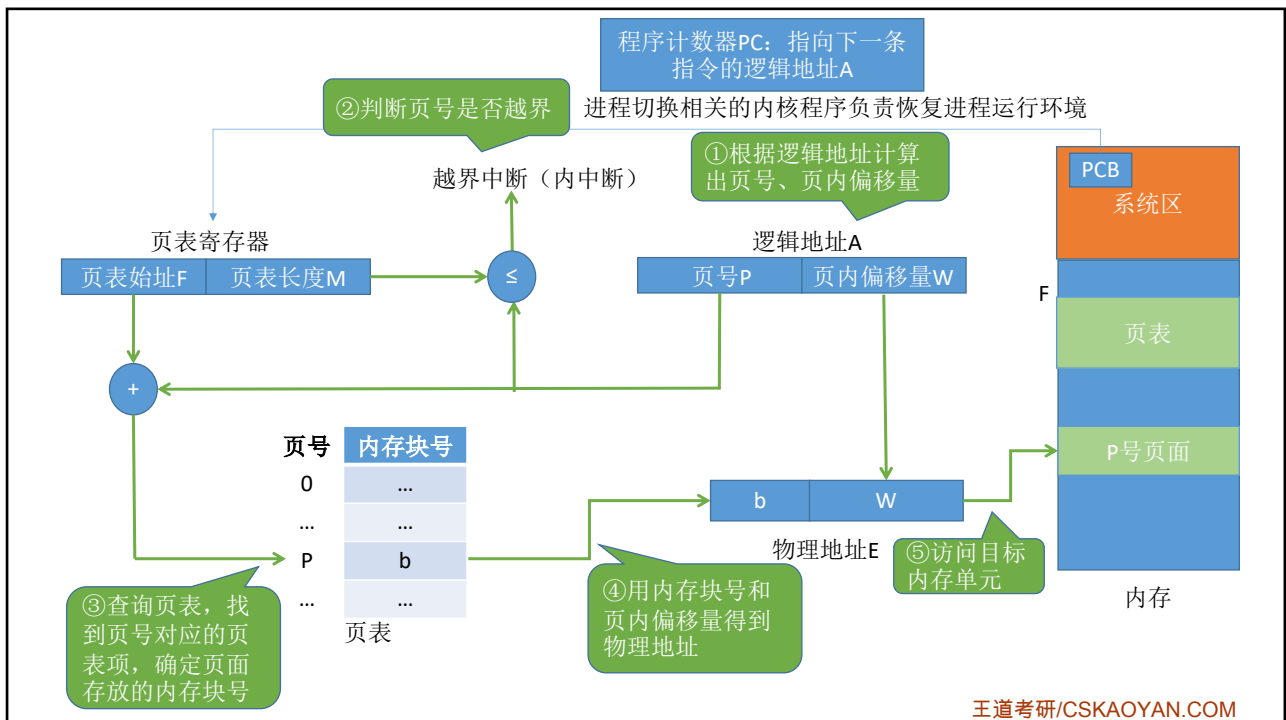 程序计数器PC：指向下一条
指令的逻辑地址A
②判断页号是否越界
进程切换相关的内核程序负责恢复进程运行环境
①根据逻辑地址计算
出页号、页内偏移量
PCB
系统区
越界中断（内中断）
页表寄存器
逻辑地址A
页表始址F
页表长度M
≤
页号P
页内偏移量W
F
页表
+
页号
内存块号
P号页面
0
…
…
…
b
W
P
b
物理地址E
⑤访问目标
内存单元
…
…
③查询页表，找
到页号对应的页
表项，确定页面
存放的内存块号
页表
④用内存块号和
页内偏移量得到
物理地址
内存
王道考研/CSKAOYAN.COM